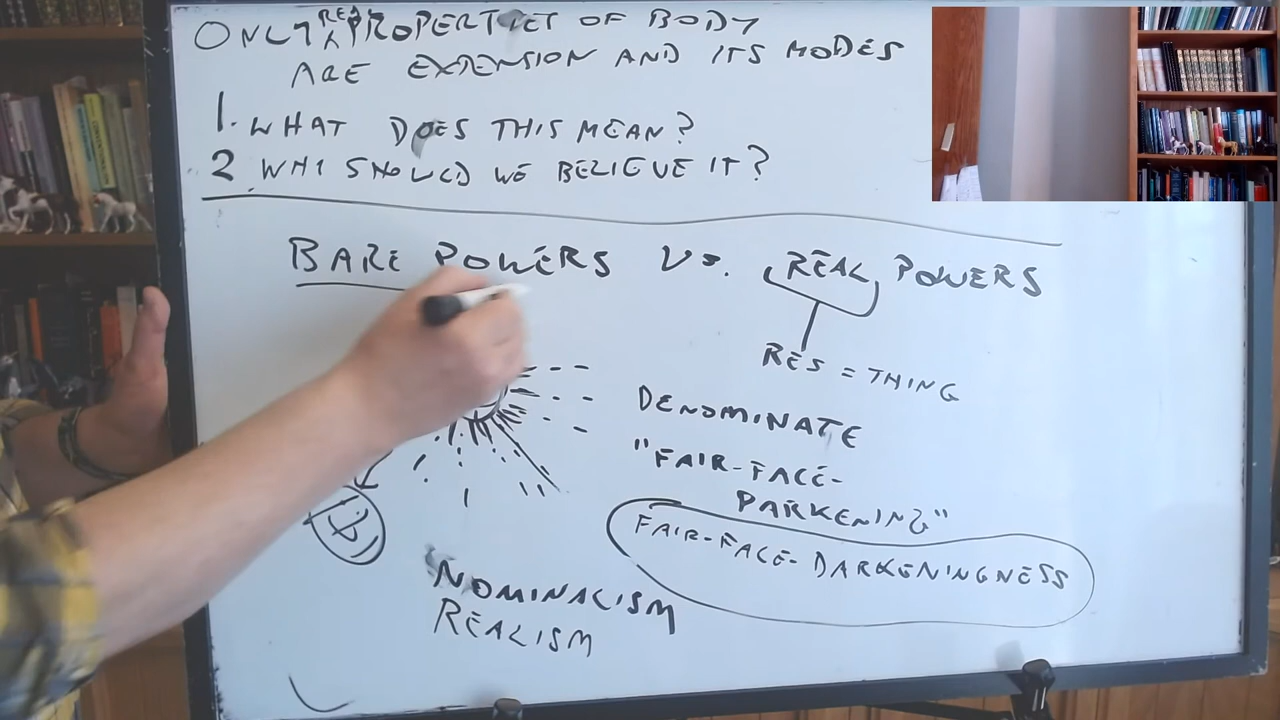 ONLY REAL PROPERTIES OF BODY
ARE EXTENSION AND ITS MODES
1. WHAT DOES THIS MEAN?
2. WHY SHOULD WE BELIEVE IT?
BARE POWERS VS. REAL POWERS
RES = THING
DENOMINATE
"FAIR-FACE-
DARKENING"
FAIR-FACE-DARKENINGNESS
NOMINALISM
REALISM